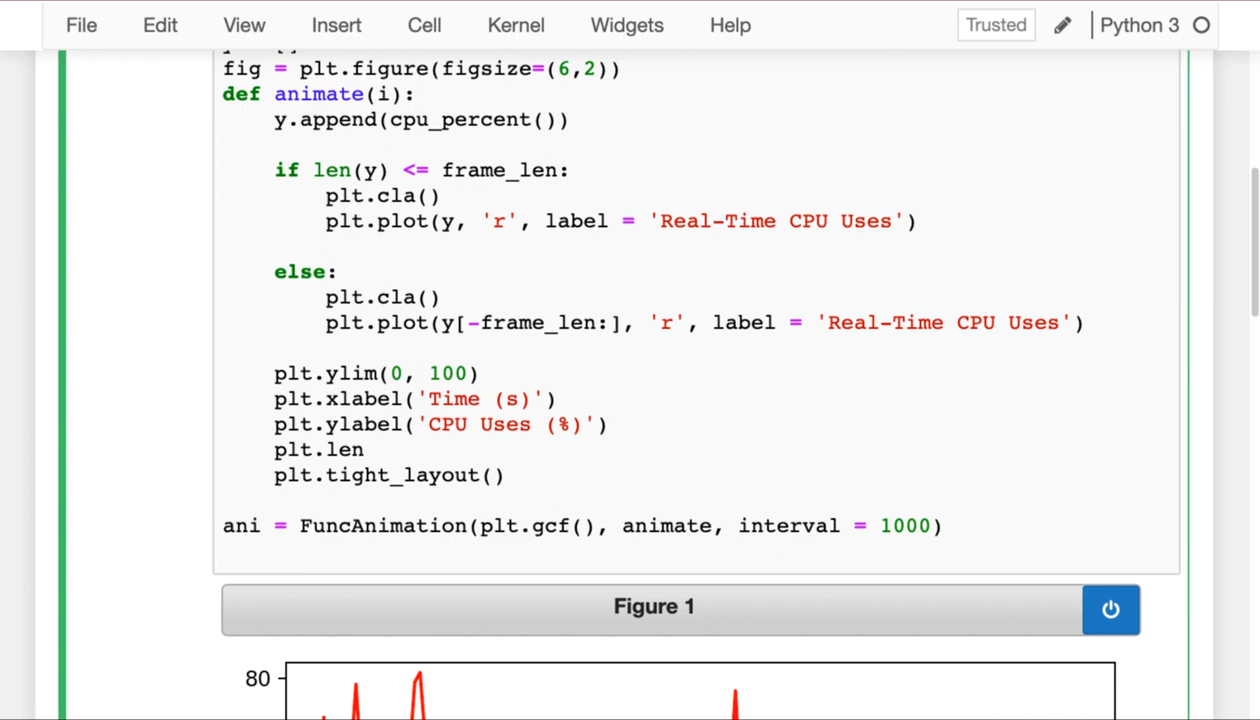 File Edit View Insert Cell Kernel Widgets Help Trusted Python 3
fig = plt.figure(figsize=(6,2))
def animate(i):
    y.append(cpu_percent())
    if len(y) <= frame_len:
        plt.cla()
        plt.plot(y, 'r', label = 'Real-Time CPU Uses')
    else:
        plt.cla()
        plt.plot(y[-frame_len:], 'r', label = 'Real-Time CPU Uses')
    plt.ylim(0, 100)
    plt.xlabel('Time (s)')
    plt.ylabel('CPU Uses (%)')
    plt.len
    plt.tight_layout()
ani = FuncAnimation(plt.gcf(), animate, interval = 1000)
Figure 1
80